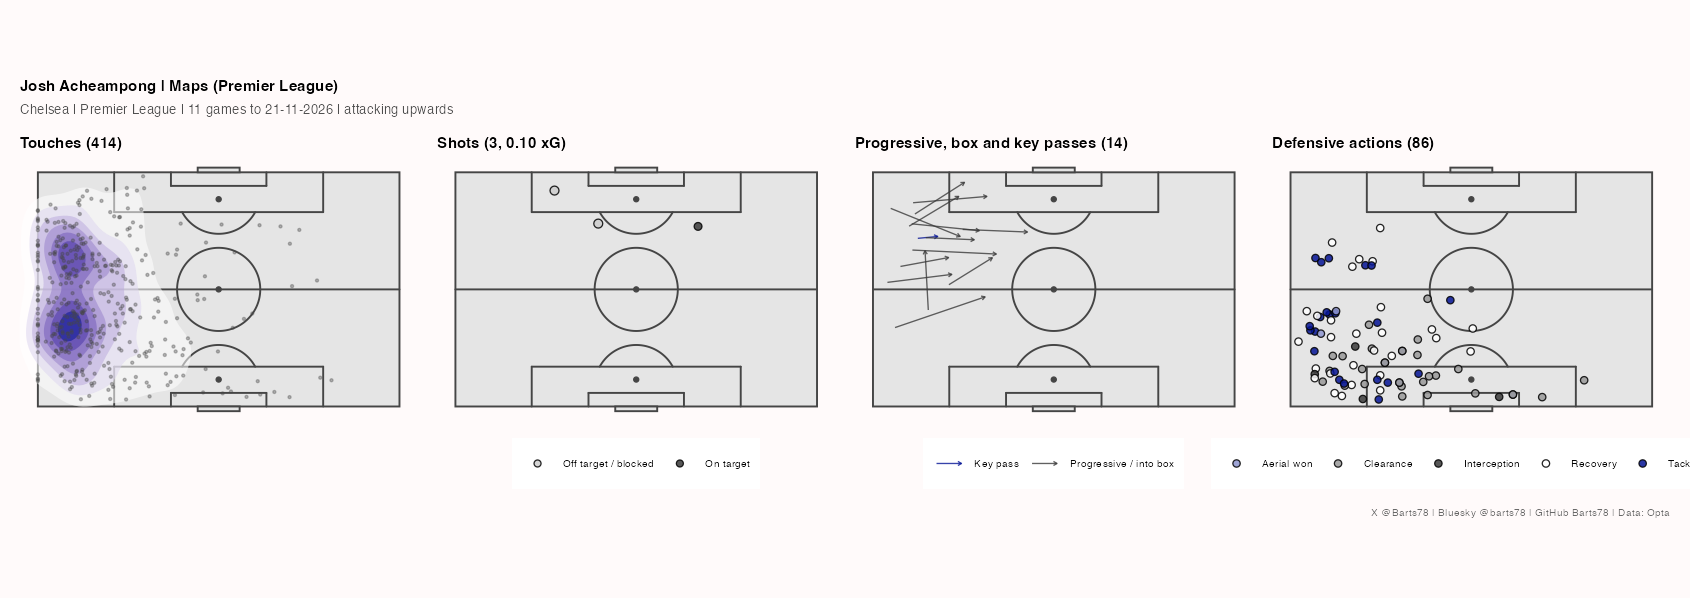 Josh Acheampong | Maps (Premier League)
Chelsea | Premier League | 11 games to 21-11-2026 | attacking upwards
Touches (414)
Shots (3, 0.10 xG)
Progressive, box and key passes (14)
Defensive actions (86)
Off target / blocked
On target
Key pass
Progressive / into box
Aerial won
Clearance
Interception
Recovery
Tack
X @Barts78 | Bluesky @barts78 | GitHub Barts78 | Data: Opta